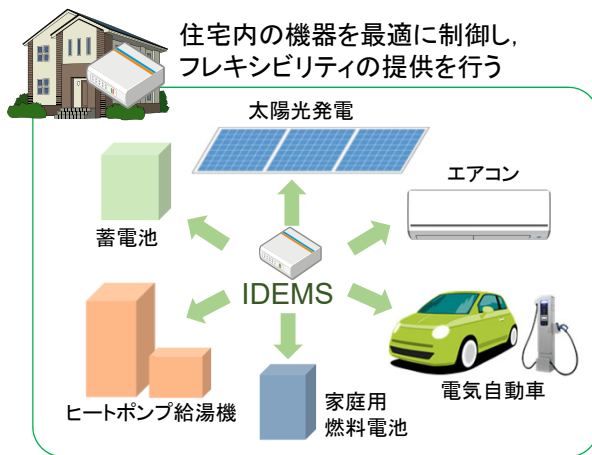 住宅内の機器を最適に制御し，
フレキシビリティの提供を行う
太陽光発電
エアコン
蓄電池
IDEMS
ヒートポンプ給湯機
家庭用
燃料電池
電気自動車